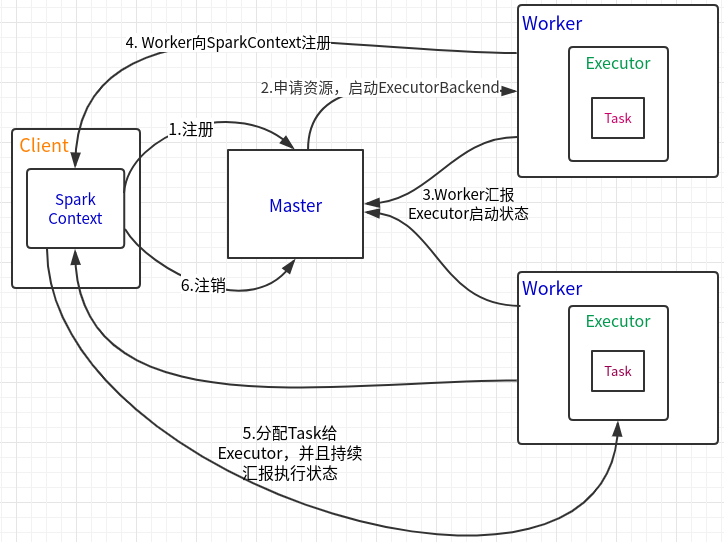 4. Worker向SparkContext注册
Worker
Executor
Task
2.申请资源，启动ExecutorBackend
1.注册
Client
Spark
Context
Master
3.Worker汇报
Executor启动状态
6.注销
Worker
Executor
Task
5.分配Task给
Executor，并且持续
汇报执行状态